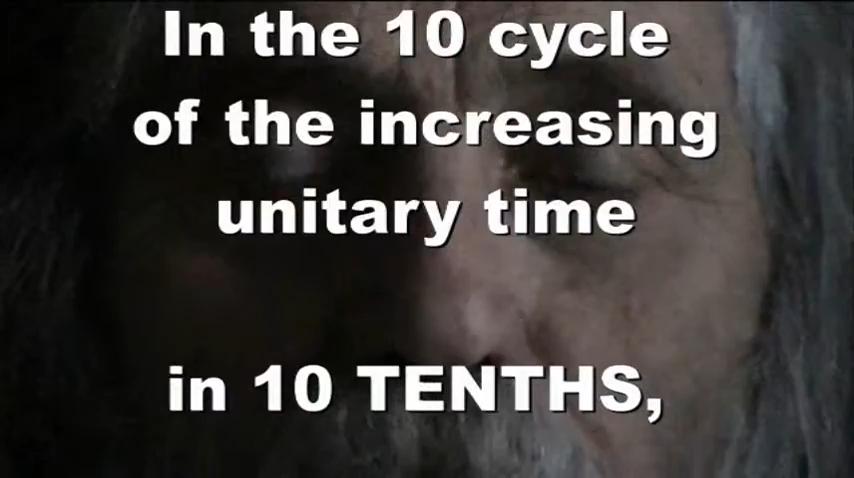 In the 10 cycle
of the increasing
unitary time
in 10 TENTHS,